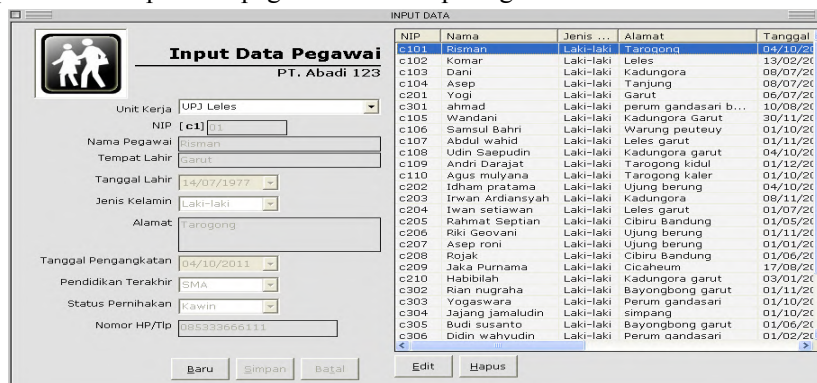 INPUT DATA
Input Data Pegawai
PT. Abadi 123
Unit Kerja UPJ Leles
NIP [c1] 01
Nama Pegawai Risman
Tempat Lahir Garut
Tanggal Lahir 14/07/1977
Jenis Kelamin Laki-laki
Alamat Tarogong
Tanggal Pengangkatan 04/10/2011
Pendidikan Terakhir SMA
Status Pernihakan Kawin
Nomor HP/Tlp 085333666111
Baru Simpan Batal
NIP Nama Jenis ... Alamat Tanggal
c101 Risman Laki-laki Tarogong 04/10/20
c102 Komar Laki-laki Leles 13/02/20
c103 Dani Laki-laki Kadungora 08/07/20
c104 Asep Laki-laki Tanjung 08/07/20
c201 Yogi Laki-laki Garut 06/07/20
c301 ahmad Laki-laki perum gandasari b... 10/08/20
c105 Wandani Laki-laki Kadungora Garut 30/11/20
c106 Samsul Bahri Laki-laki Warung peuteuy 01/10/20
c107 Abdul wahid Laki-laki Leles garut 01/11/20
c108 Udin Saepudin Laki-laki Kadungora garut 04/10/20
c109 Andri Darajat Laki-laki Tarogong kidul 01/12/20
c110 Agus mulyana Laki-laki Tarogong kaler 01/10/20
c202 Idham pratama Laki-laki Ujung berung 04/10/20
c203 Irwan Ardiansyah Laki-laki Kadungora 08/11/20
c204 Iwan setiawan Laki-laki Leles garut 01/07/20
c205 Rahmat Septian Laki-laki Cibiru Bandung 01/05/20
c206 Riki Geovani Laki-laki Ujung berung 01/11/20
c207 Asep roni Laki-laki Ujung berung 01/01/20
c208 Rojak Laki-laki Cibiru Bandung 01/06/20
c209 Jaka Purnama Laki-laki Cicaheum 17/08/20
c210 Habibilah Laki-laki Kadungora garut 03/01/20
c302 Rian nugraha Laki-laki Bayongbong garut 01/11/20
c303 Yogaswara Laki-laki Perum gandasari 01/10/20
c304 Jajang jamaludin Laki-laki simpang 01/10/20
c305 Budi susanto Laki-laki Bayongbong garut 01/06/20
c306 Didin wahyudin Laki-laki Perum gandasari 01/02/20
Edit Hapus